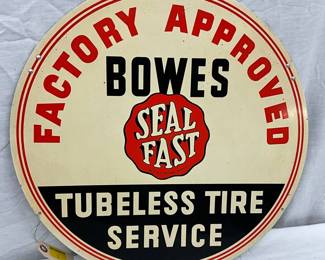 FACTORY APPROVED
BOWES
SEAL
FAST
TUBELESS TIRE
SERVICE